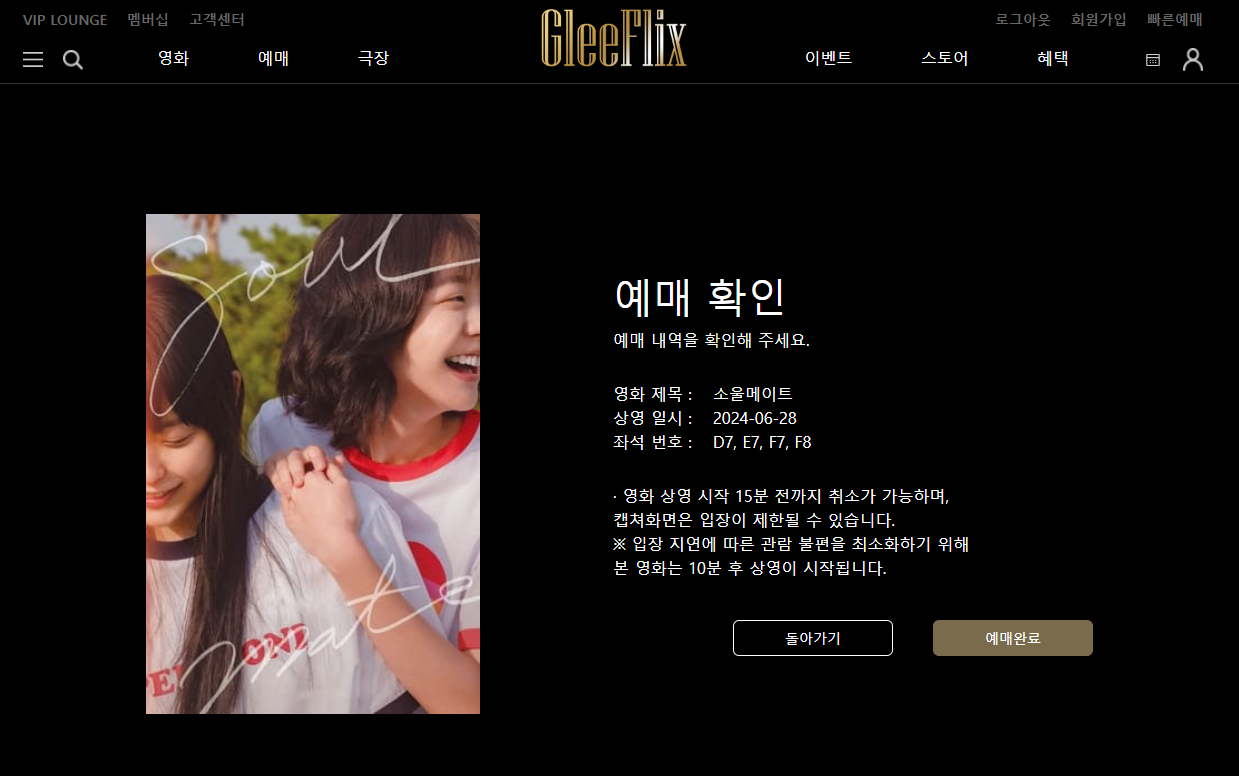 VIP LOUNGE 멤버십 고객센터
로그아웃 회원가입 빠른예매
GleeFlix
영화 예매 극장
이벤트 스토어 혜택
Soul
mate
OND
예매 확인
예매 내역을 확인해 주세요.
영화 제목 : 소울메이트
상영 일시 : 2024-06-28
좌석 번호 : D7, E7, F7, F8
· 영화 상영 시작 15분 전까지 취소가 가능하며,
캡쳐화면은 입장이 제한될 수 있습니다.
※ 입장 지연에 따른 관람 불편을 최소화하기 위해
본 영화는 10분 후 상영이 시작됩니다.
돌아가기 예매완료